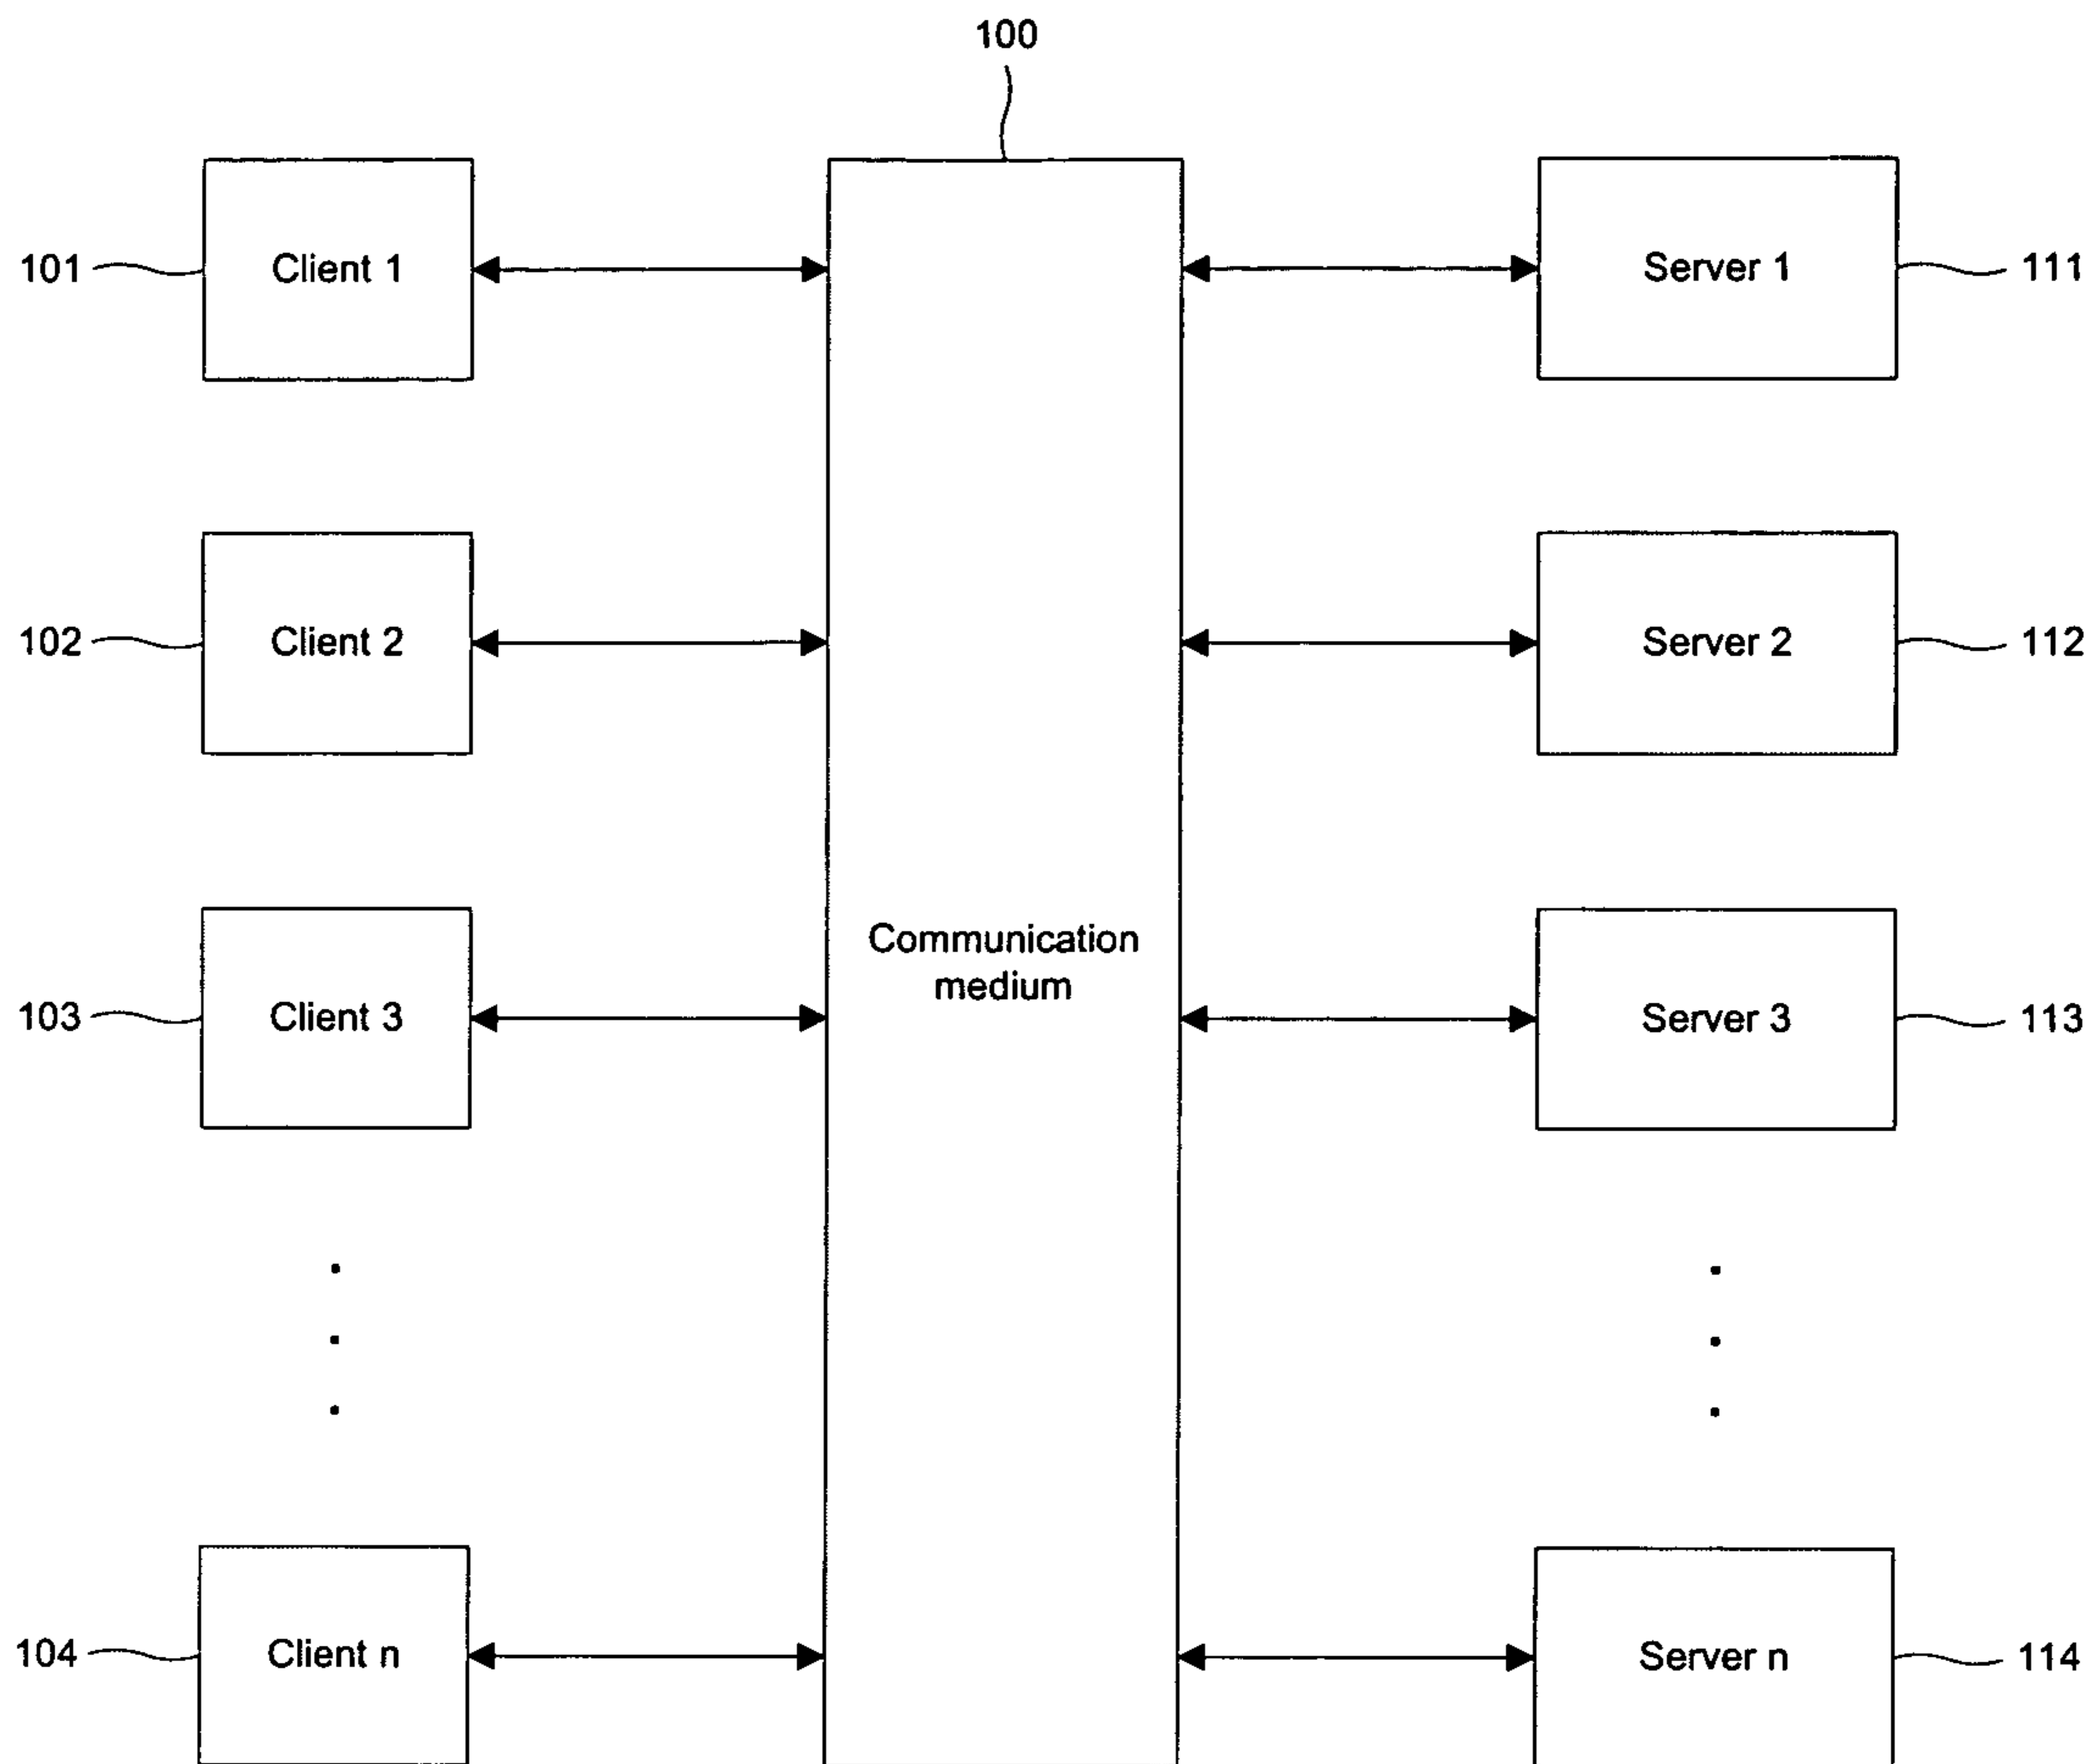 100
101
Client 1
Server 1
111
102
Client 2
Server 2
112
Communication
medium
103
Client 3
Server 3
113
104
Client n
Server n
114